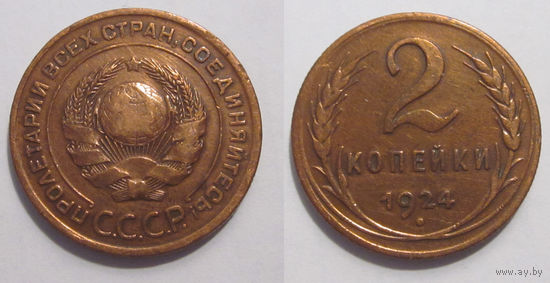 ПРОЛЕТАРИИ ВСЕХ СТРАН, СОЕДИНЯЙТЕСЬ!
С.С.С.Р.
2
КОПЕЙКИ
1924
www.ay.by